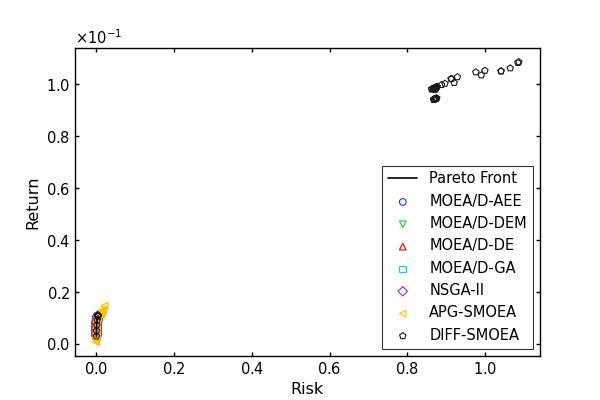 ×10⁻¹
1.0
0.8
0.6
0.4
0.2
0.0
Return
0.0 0.2 0.4 0.6 0.8 1.0
Risk
Pareto Front
MOEA/D-AEE
MOEA/D-DEM
MOEA/D-DE
MOEA/D-GA
NSGA-II
APG-SMOEA
DIFF-SMOEA